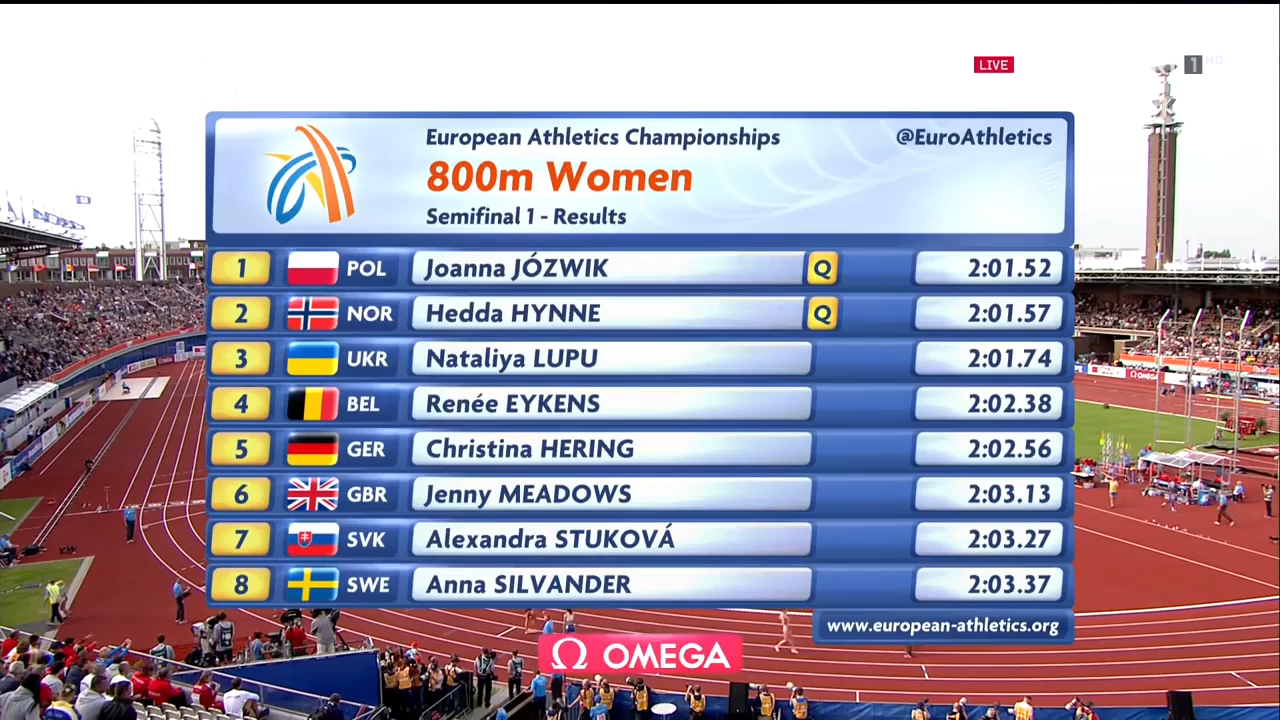 LIVE
1 HD
European Athletics Championships @EuroAthletics
800m Women
Semifinal 1 - Results
1 POL Joanna JÓZWIK Q 2:01.52
2 NOR Hedda HYNNE Q 2:01.57
3 UKR Nataliya LUPU 2:01.74
4 BEL Renée EYKENS 2:02.38
5 GER Christina HERING 2:02.56
6 GBR Jenny MEADOWS 2:03.13
7 SVK Alexandra STUKOVÁ 2:03.27
8 SWE Anna SILVANDER 2:03.37
www.european-athletics.org
Ω OMEGA
Ω OMEGA